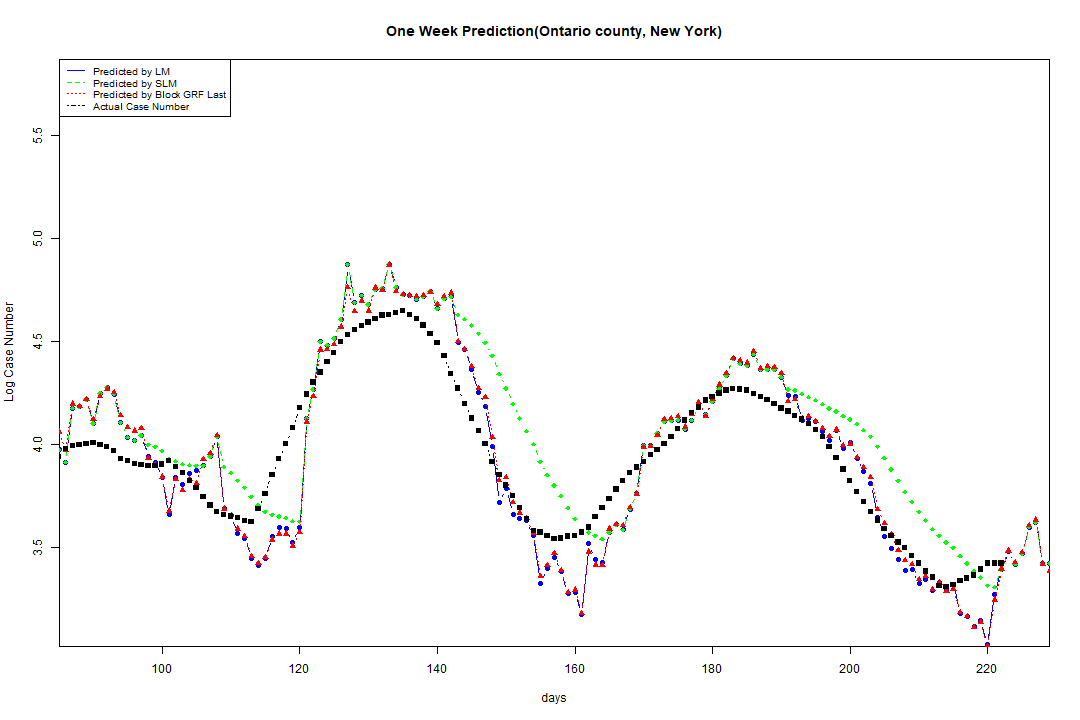 One Week Prediction(Ontario county, New York)
Predicted by LM
Predicted by SLM
Predicted by Block GRF Last
Actual Case Number
5.5
5.0
4.5
4.0
3.5
Log Case Number
100 120 140 160 180 200 220
days